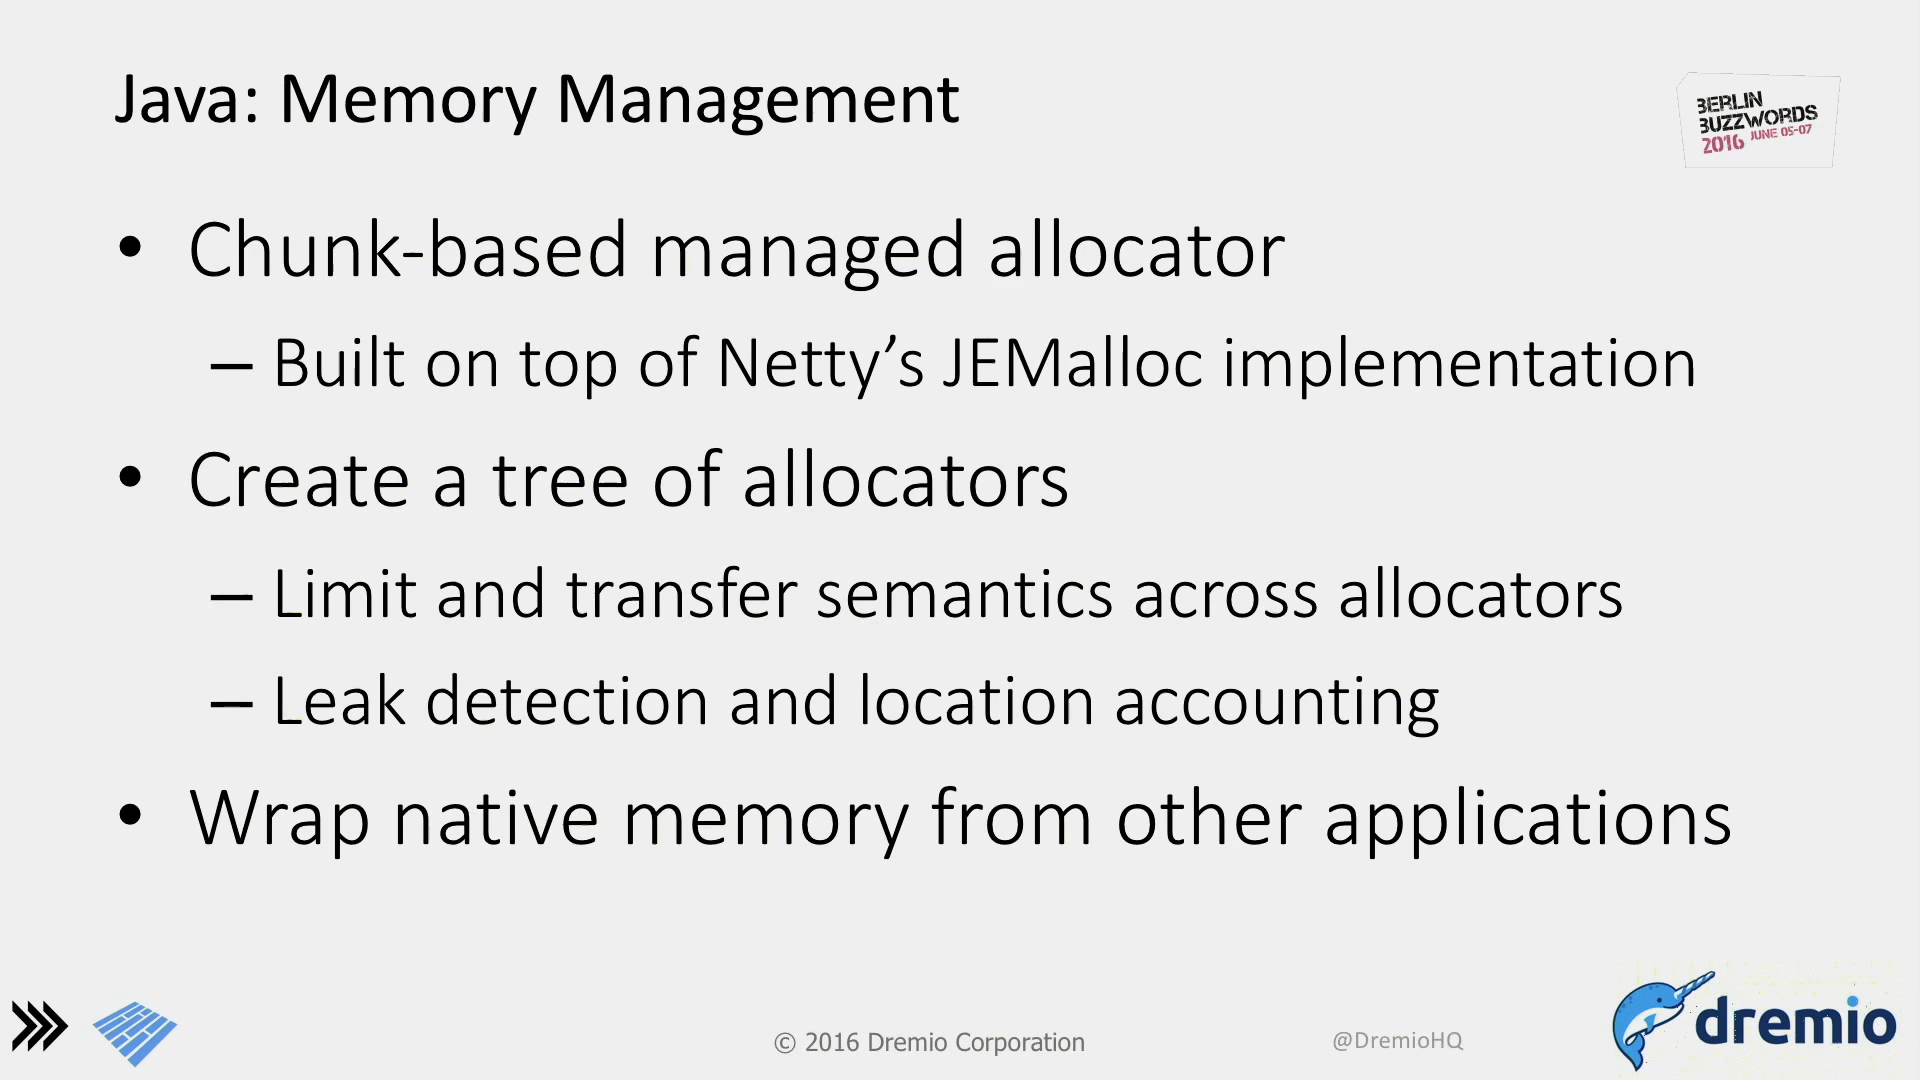 Java: Memory Management
BERLIN
BUZZWORDS
2016 JUNE 05-07
• Chunk-based managed allocator
– Built on top of Netty’s JEMalloc implementation
• Create a tree of allocators
– Limit and transfer semantics across allocators
– Leak detection and location accounting
• Wrap native memory from other applications
© 2016 Dremio Corporation
@DremioHQ
dremio